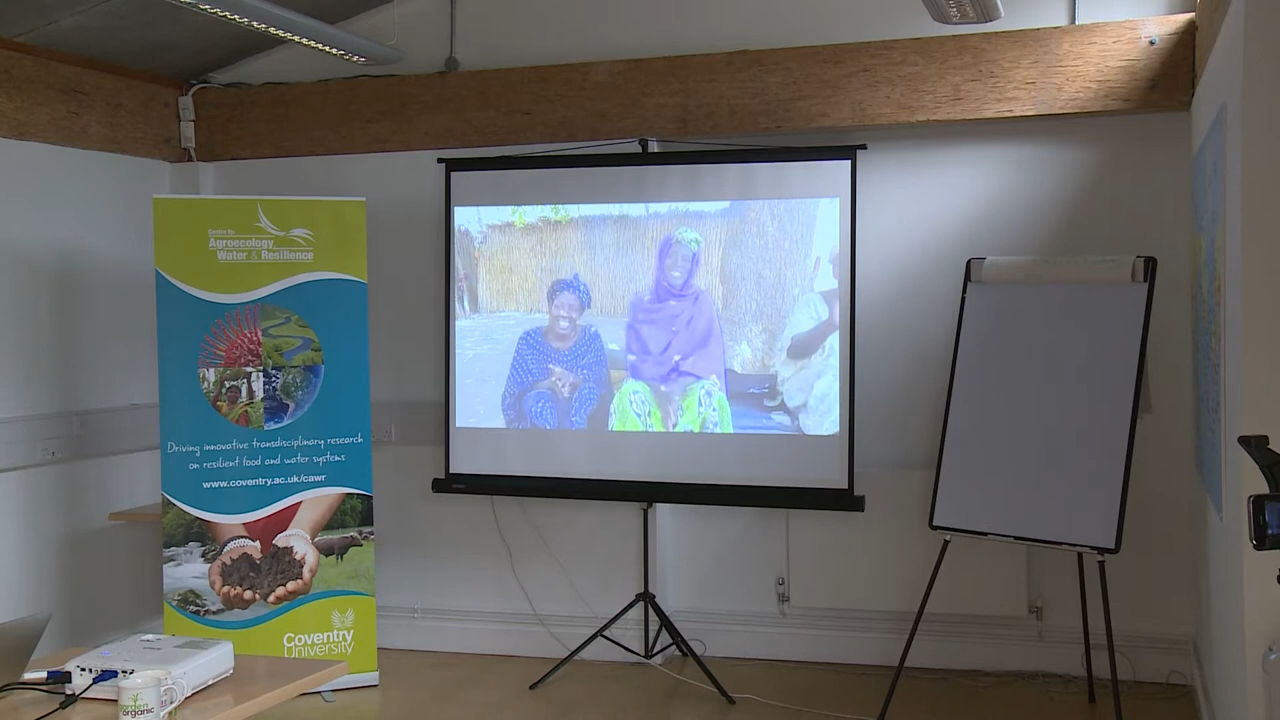 Centre for
Agroecology,
Water & Resilience
Driving innovative transdisciplinary research
on resilient food and water systems
www.coventry.ac.uk/cawr
Coventry
University
garden
organic